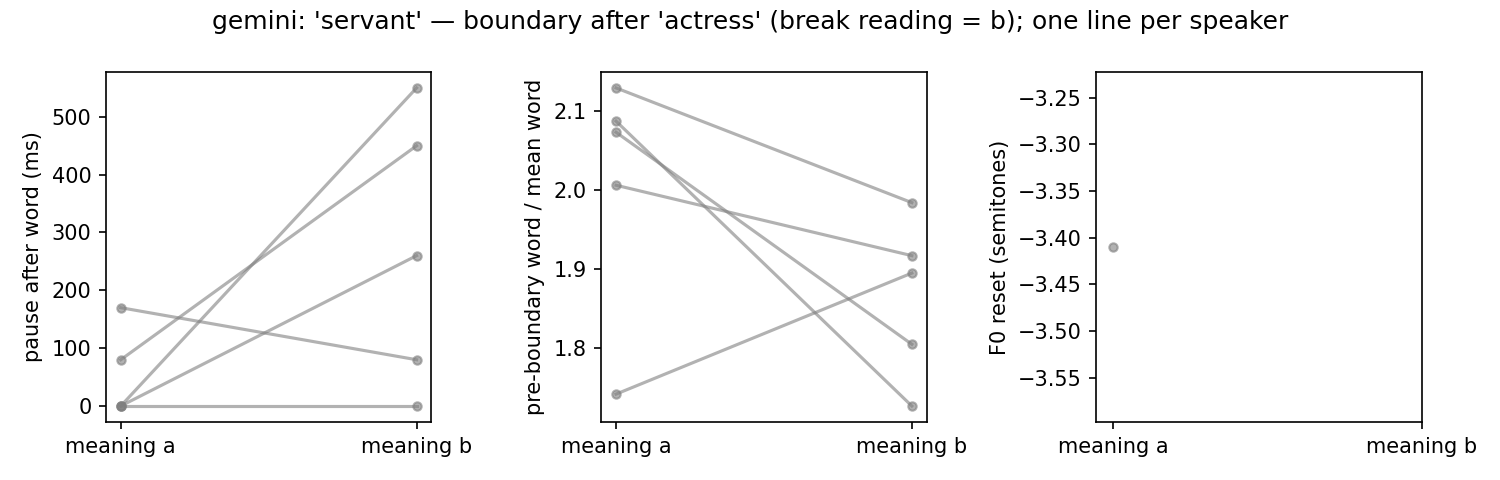 gemini: 'servant' — boundary after 'actress' (break reading = b); one line per speaker
pause after word (ms)
500
400
300
200
100
0
meaning a
meaning b
pre-boundary word / mean word
2.1
2.0
1.9
1.8
meaning a
meaning b
F0 reset (semitones)
−3.25
−3.30
−3.35
−3.40
−3.45
−3.50
−3.55
meaning a
meaning b